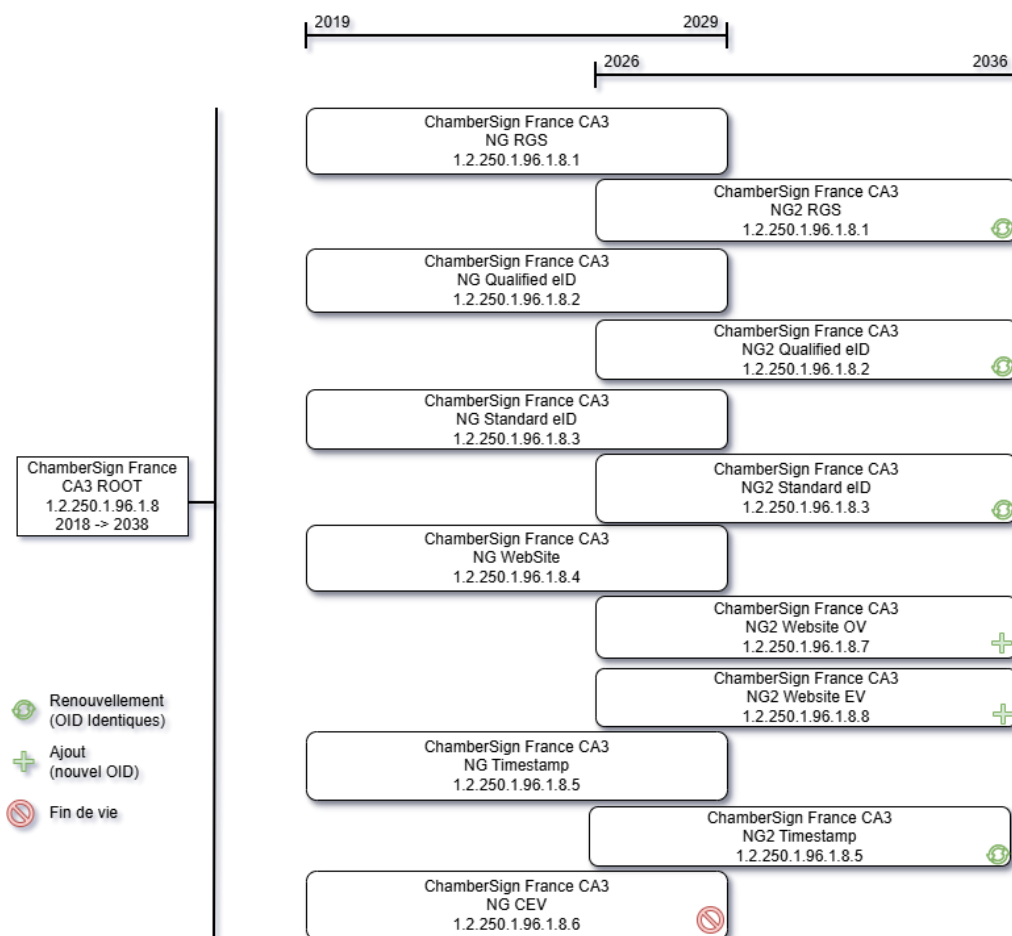 2019 2029
2026 2036
ChamberSign France CA3
NG RGS
1.2.250.1.96.1.8.1
ChamberSign France CA3
NG2 RGS
1.2.250.1.96.1.8.1
ChamberSign France CA3
NG Qualified eID
1.2.250.1.96.1.8.2
ChamberSign France CA3
NG2 Qualified eID
1.2.250.1.96.1.8.2
ChamberSign France CA3
NG Standard eID
1.2.250.1.96.1.8.3
ChamberSign France
CA3 ROOT
1.2.250.1.96.1.8
2018 -> 2038
ChamberSign France CA3
NG2 Standard eID
1.2.250.1.96.1.8.3
ChamberSign France CA3
NG WebSite
1.2.250.1.96.1.8.4
ChamberSign France CA3
NG2 Website OV
1.2.250.1.96.1.8.7
ChamberSign France CA3
NG2 Website EV
1.2.250.1.96.1.8.8
Renouvellement
(OID Identiques)
Ajout
(nouvel OID)
Fin de vie
ChamberSign France CA3
NG Timestamp
1.2.250.1.96.1.8.5
ChamberSign France CA3
NG2 Timestamp
1.2.250.1.96.1.8.5
ChamberSign France CA3
NG CEV
1.2.250.1.96.1.8.6